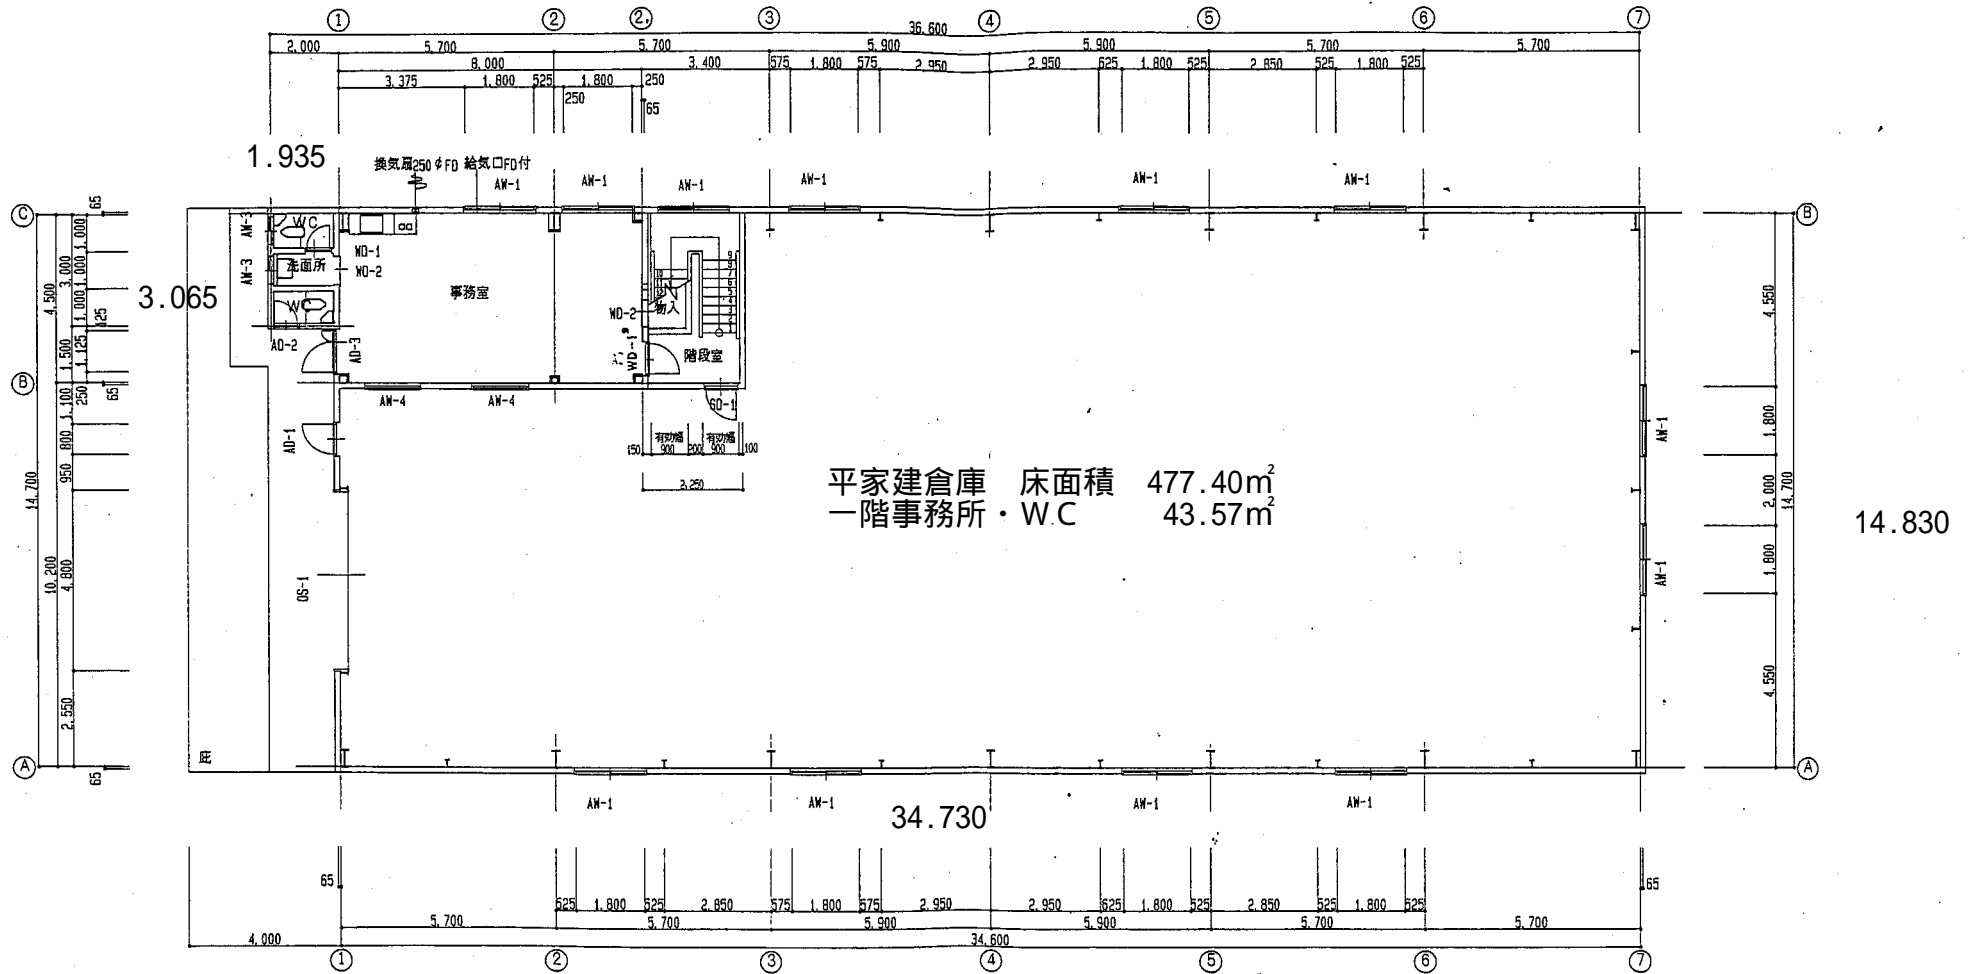 ① ② ②, ③ ④ ⑤ ⑥ ⑦
36,600
2,000 5,700 5,700 5,900 5,900 5,700 5,700
8,000 3,400 575 1,800 575 2,950 2,950 525 1,800 525 2,850 525 1,800 525
3,375 1,800 525 1,800 250
250 65
1.935
換気扇250φFD 給気口FD付
AW-1 AW-1 AW-1 AW-1 AW-1 AW-1
Ⓒ Ⓑ
65
AW-3 WC
1,000
WD-1
AW-3 洗面所 WD-2
3,000 1,000
事務室
4,500
3.065
WC
1,000
125
WD-2 物入
4,550
AD-2 AD-3
WD-1
階段室
1,500 1,125
Ⓑ
250 65
AW-4 AW-4 SD-1
1,100
AD-1
800
有効幅 有効幅
150 900 200 900 100
950
2,250
1,800
AW-1
14,700
平家建倉庫 床面積 477.40㎡
一階事務所・W.C 43.57㎡
2,000 14,700
14.830
10,200 4,800
OS-1
1,800
AW-1
2,550
4,550
庇
Ⓐ Ⓐ
65
AW-1 AW-1 AW-1 AW-1
34.730
65 65
525 1,800 525 2,850 575 1,800 575 2,950 2,950 625 1,800 525 2,850 525 1,800 525
5,700 5,700 5,900 5,900 5,700 5,700
4,000 34,600
① ② ③ ④ ⑤ ⑥ ⑦